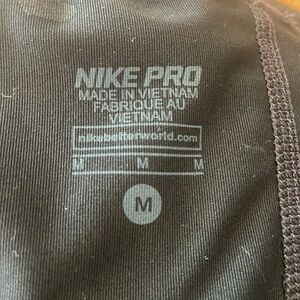 NIKE PRO
MADE IN VIETNAM
FABRIQUE AU
VIETNAM
nikebetterworld.com
M M M
M